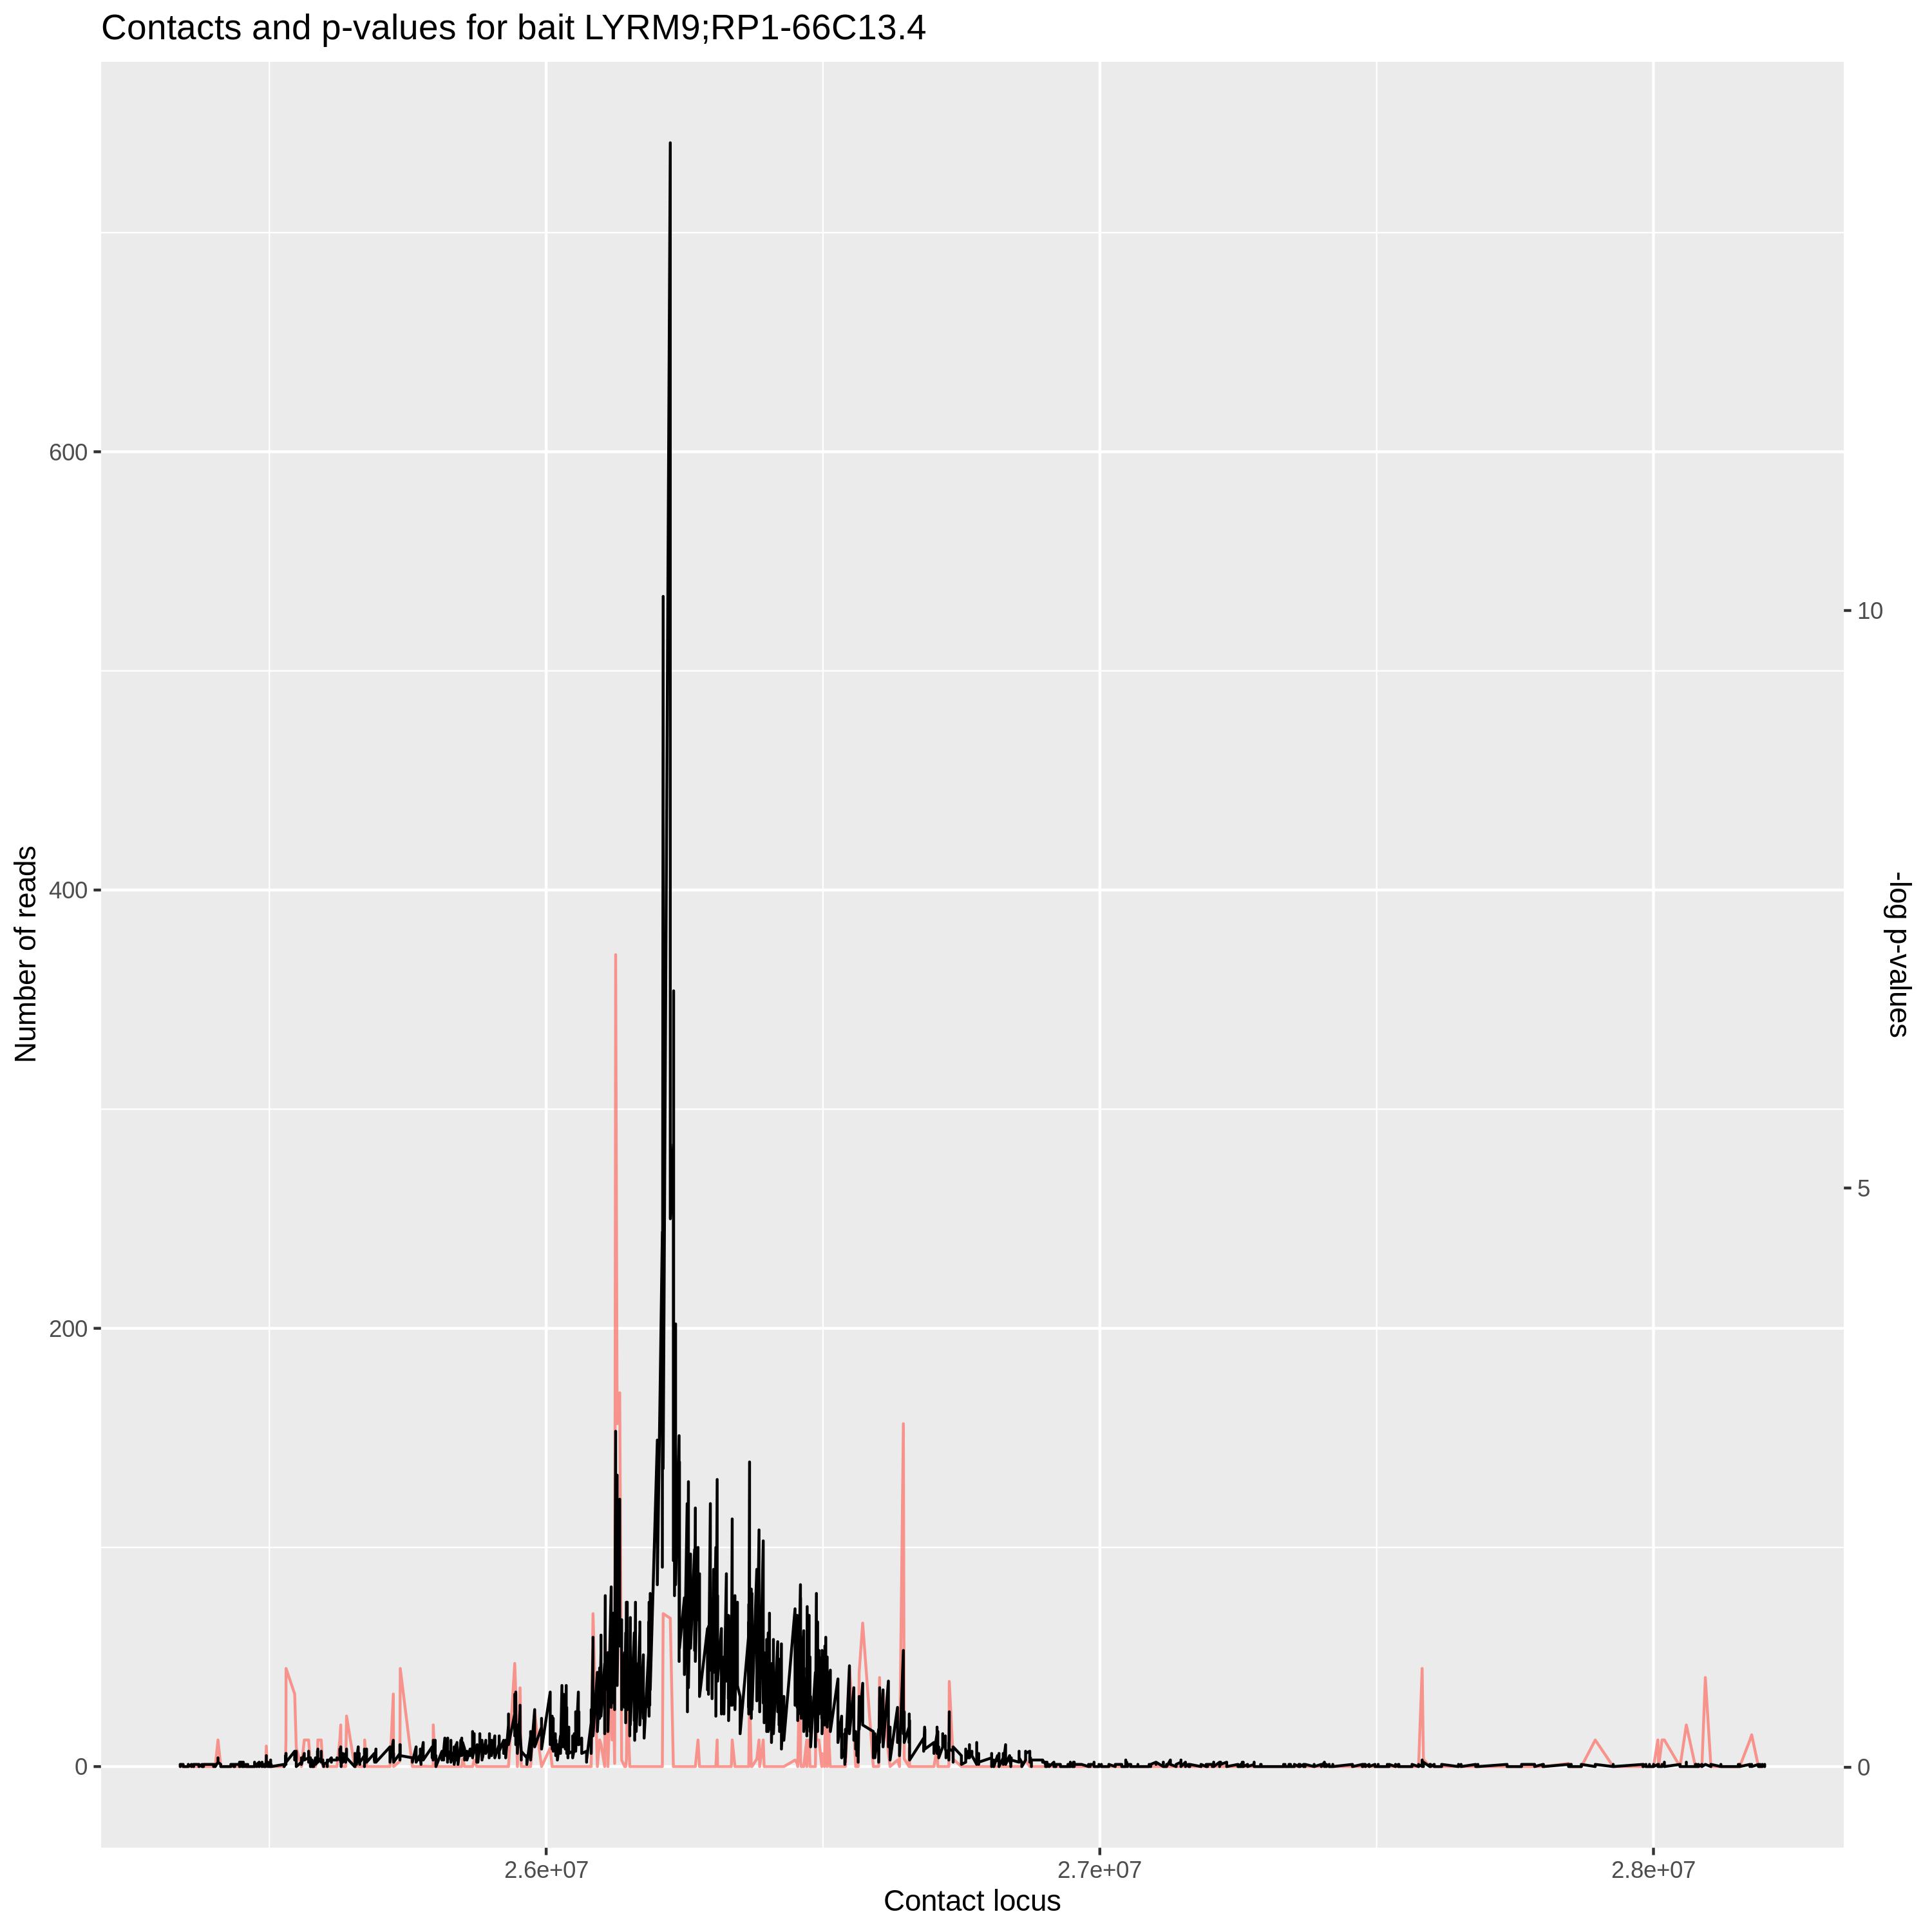 Contacts and p-values for bait LYRM9;RP1-66C13.4
Number of reads
600
400
200
0
10
5
0
-log p-values
2.6e+07
2.7e+07
2.8e+07
Contact locus